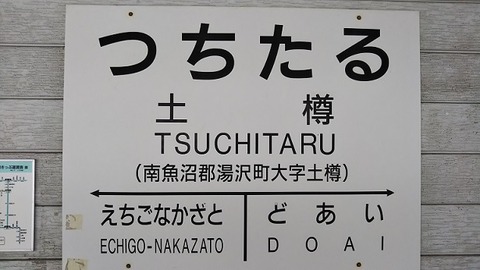 つちたる
土樽
TSUCHITARU
（南魚沼郡湯沢町大字土樽）
えちごなかざと どあい
ECHIGO-NAKAZATO DOAI